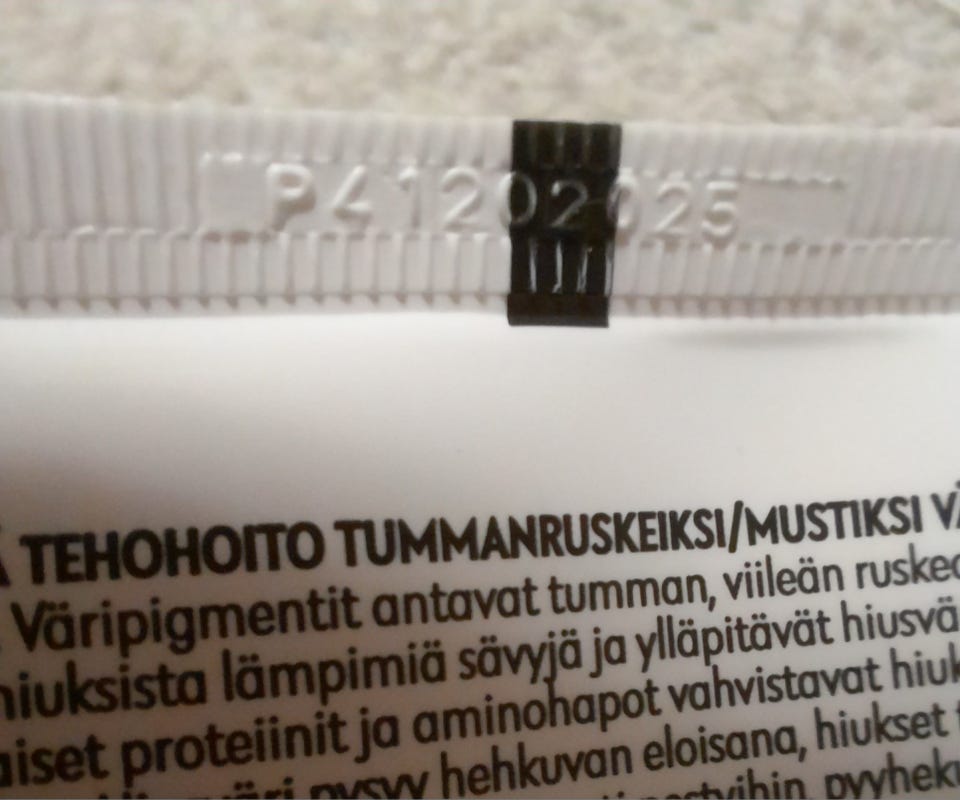 P41202025
TEHOHOITO TUMMANRUSKEIKSI/MUSTIKSI
Väripigmentit antavat tumman, viileän
lämpimiä sävyjä ja ylläpitävät
proteiinit ja aminohapot vahvistavat
pysyy hehkuvan eloisana, hiukset